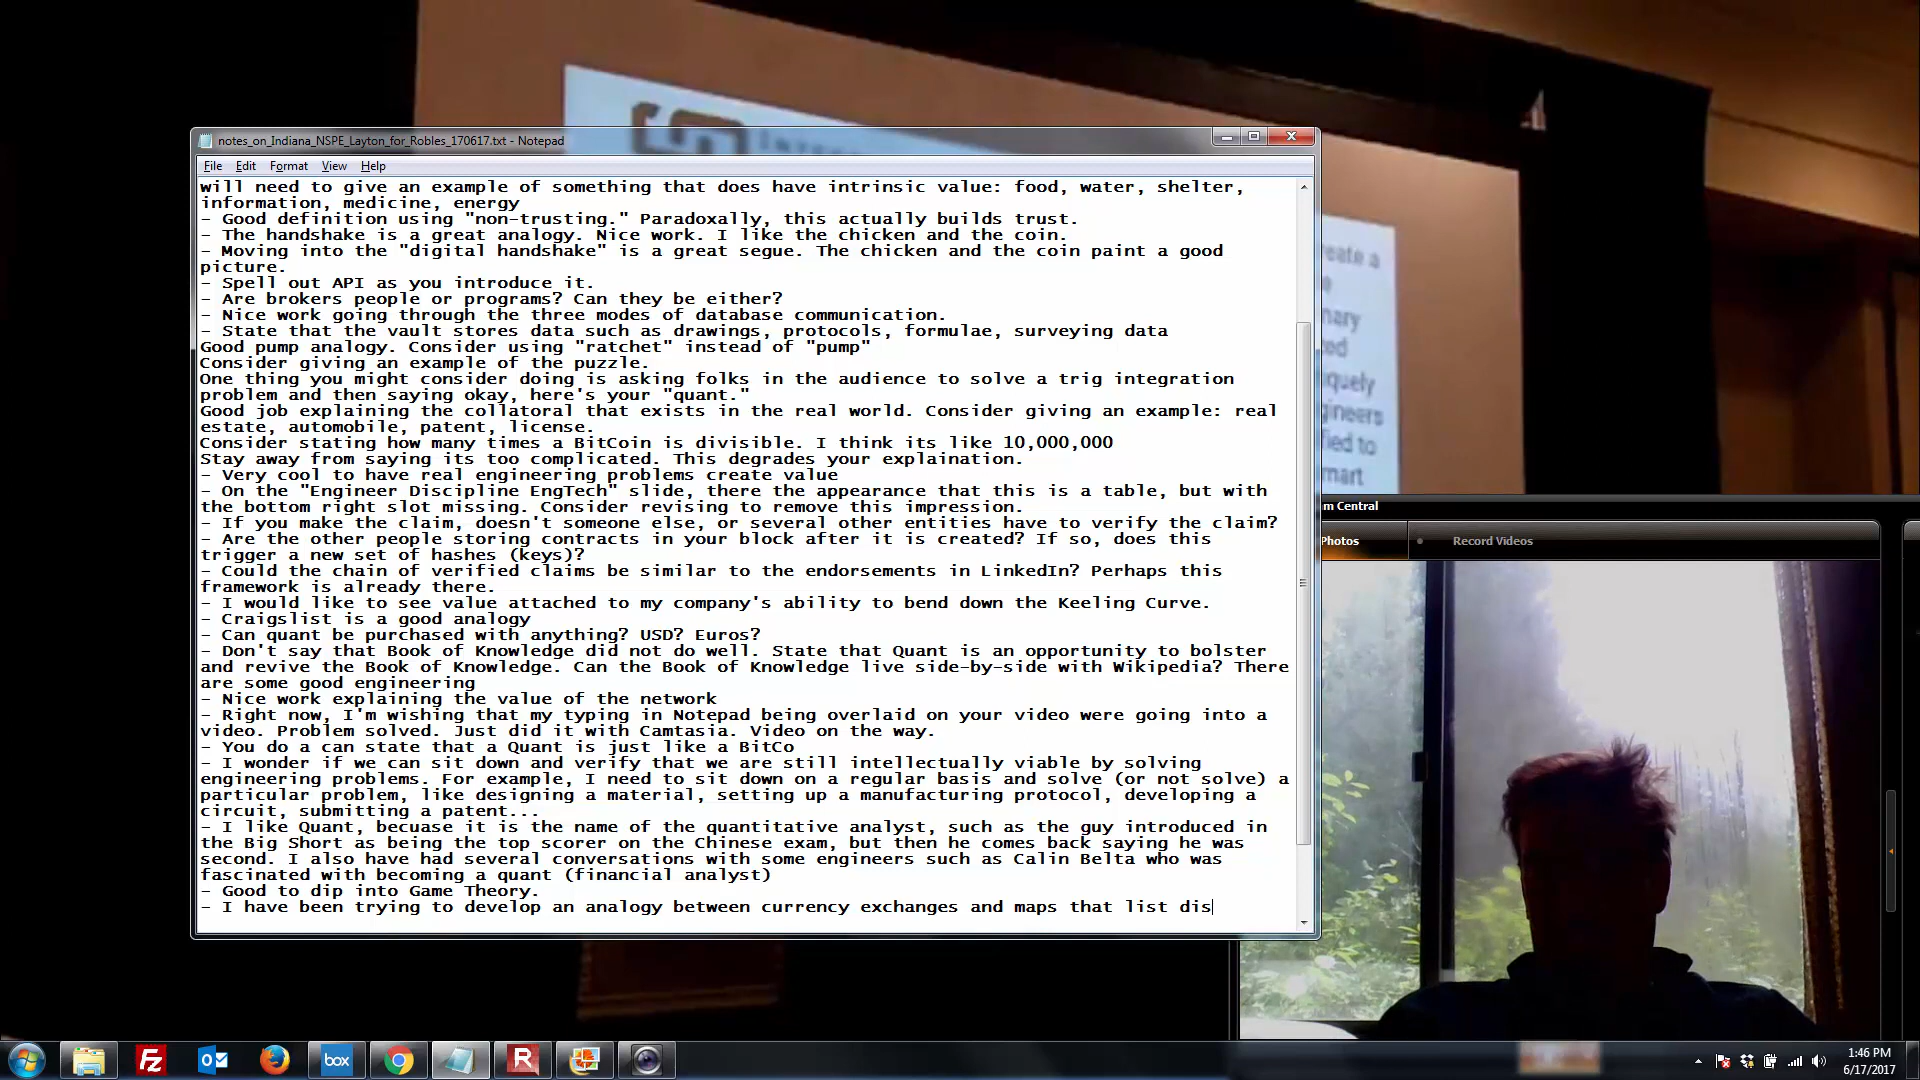 notes_on_Indiana_NSPE_Layton_for_Robles_170617.txt - Notepad
File Edit Format View Help
will need to give an example of something that does have intrinsic value: food, water, shelter,
information, medicine, energy
- Good definition using "non-trusting." Paradoxally, this actually builds trust.
- The handshake is a great analogy. Nice work. I like the chicken and the coin.
- Moving into the "digital handshake" is a great segue. The chicken and the coin paint a good
picture.
- Spell out API as you introduce it.
- Are brokers people or programs? Can they be either?
- Nice work going through the three modes of database communication.
- State that the vault stores data such as drawings, protocols, formulae, surveying data
Good pump analogy. Consider using "ratchet" instead of "pump"
Consider giving an example of the puzzle.
One thing you might consider doing is asking folks in the audience to solve a trig integration
problem and then saying okay, here's your "quant."
Good job explaining the collatoral that exists in the real world. Consider giving an example: real
estate, automobile, patent, license.
Consider stating how many times a BitCoin is divisible. I think its like 10,000,000
Stay away from saying its too complicated. This degrades your explaination.
- Very cool to have real engineering problems create value
- On the "Engineer Discipline EngTech" slide, there the appearance that this is a table, but with
the bottom right slot missing. Consider revising to remove this impression.
- If you make the claim, doesn't someone else, or several other entities have to verify the claim?
- Are the other people storing contracts in your block after it is created? If so, does this
trigger a new set of hashes (keys)?
- Could the chain of verified claims be similar to the endorsements in LinkedIn? Perhaps this
framework is already there.
- I would like to see value attached to my company's ability to bend down the Keeling Curve.
- Craigslist is a good analogy
- Can quant be purchased with anything? USD? Euros?
- Don't say that Book of Knowledge did not do well. State that Quant is an opportunity to bolster
and revive the Book of Knowledge. Can the Book of Knowledge live side-by-side with Wikipedia? There
are some good engineering
- Nice work explaining the value of the network
- Right now, I'm wishing that my typing in Notepad being overlaid on your video were going into a
video. Problem solved. Just did it with Camtasia. Video on the way.
- You do a can state that a Quant is just like a BitCo
- I wonder if we can sit down and verify that we are still intellectually viable by solving
engineering problems. For example, I need to sit down on a regular basis and solve (or not solve) a
particular problem, like designing a material, setting up a manufacturing protocol, developing a
circuit, submitting a patent...
- I like Quant, becuase it is the name of the quantitative analyst, such as the guy introduced in
the Big Short as being the top scorer on the Chinese exam, but then he comes back saying he was
second. I also have had several conversations with some engineers such as Calin Belta who was
fascinated with becoming a quant (financial analyst)
- Good to dip into Game Theory.
- I have been trying to develop an analogy between currency exchanges and maps that list dis
eate a
mary
iquely
gineers
fied to
mart
m Central
Photos
Record Videos
Fz
box
R
1:46 PM
6/17/2017